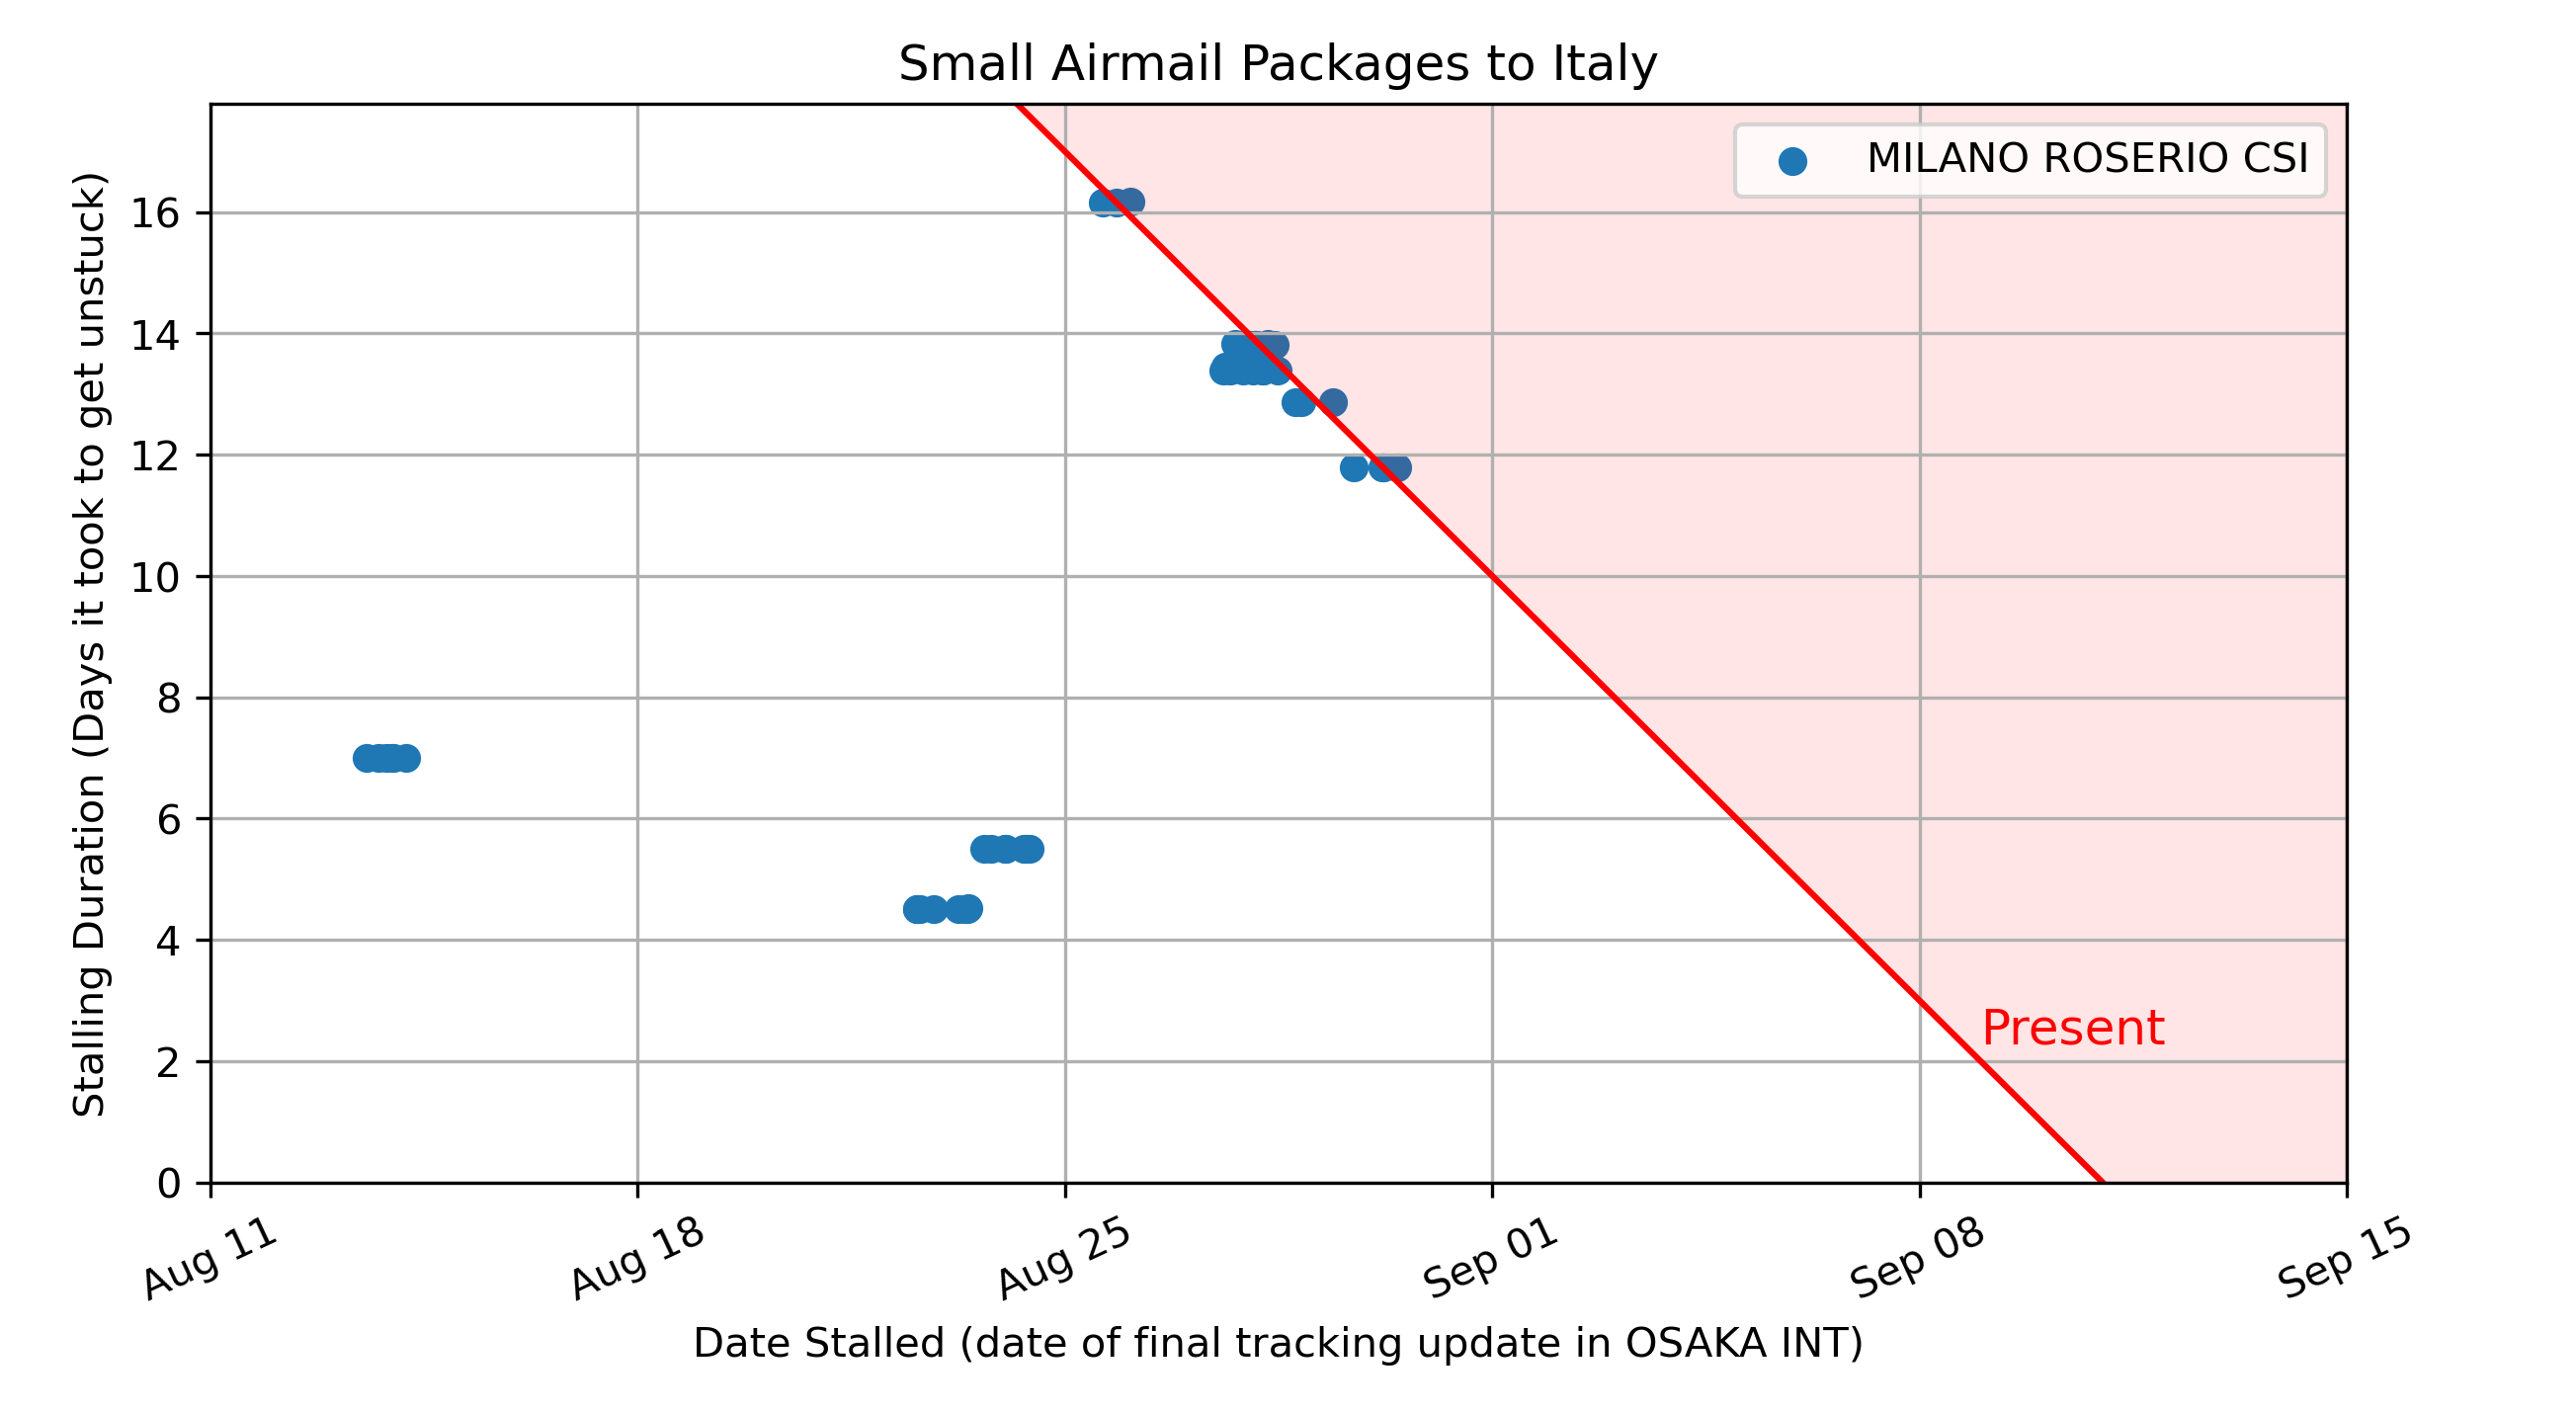 Small Airmail Packages to Italy
MILANO ROSERIO CSI
Stalling Duration (Days it took to get unstuck)
16
14
12
10
8
6
4
2
0
Present
Aug 11
Aug 18
Aug 25
Sep 01
Sep 08
Sep 15
Date Stalled (date of final tracking update in OSAKA INT)